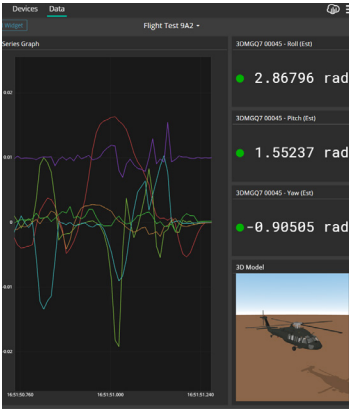 Devices Data
Widget
Flight Test 9A2
Series Graph
0.02
0.01
0
-0.01
-0.02
16:51:50.760 16:51:51.000 16:51:51.240
3DMGQ7 00045 - Roll (Est)
2.86796 rad
3DMGQ7 00045 - Pitch (Est)
1.55237 rad
3DMGQ7 00045 - Yaw (Est)
-0.90505 rad
3D Model